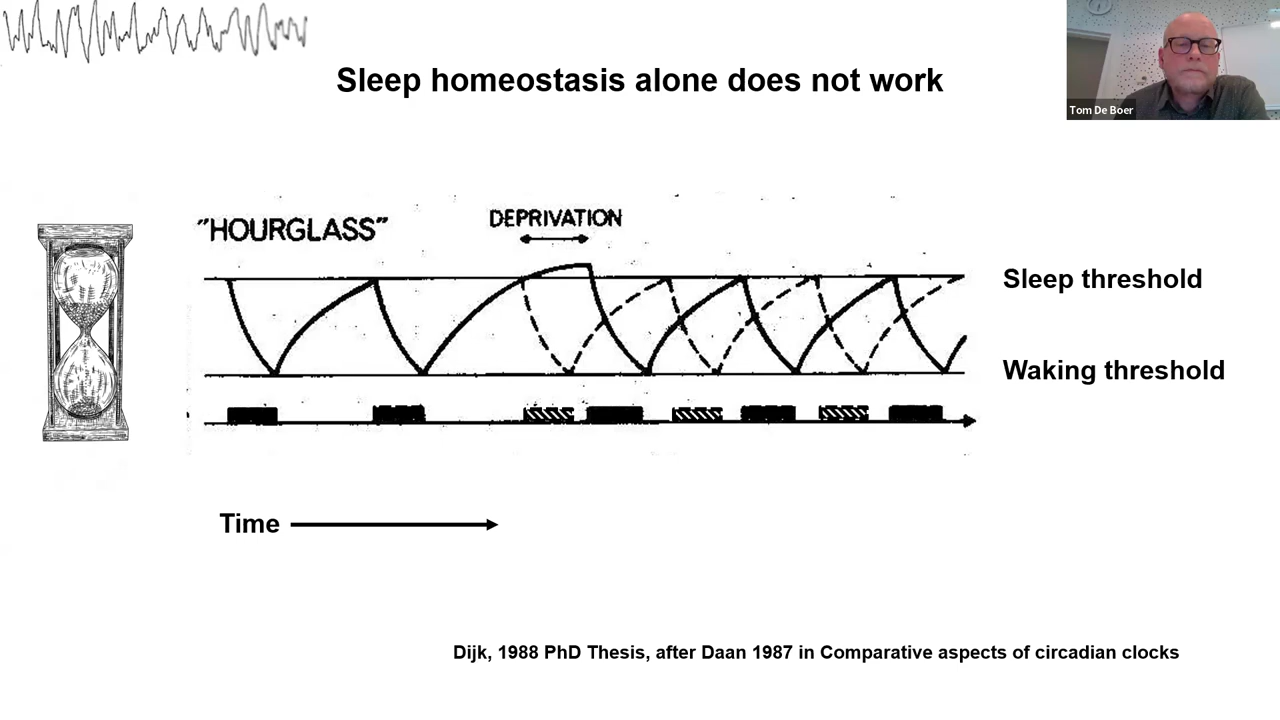 Sleep homeostasis alone does not work
Tom De Boer
"HOURGLASS"
DEPRIVATION
Sleep threshold
Waking threshold
Time
Dijk, 1988 PhD Thesis, after Daan 1987 in Comparative aspects of circadian clocks